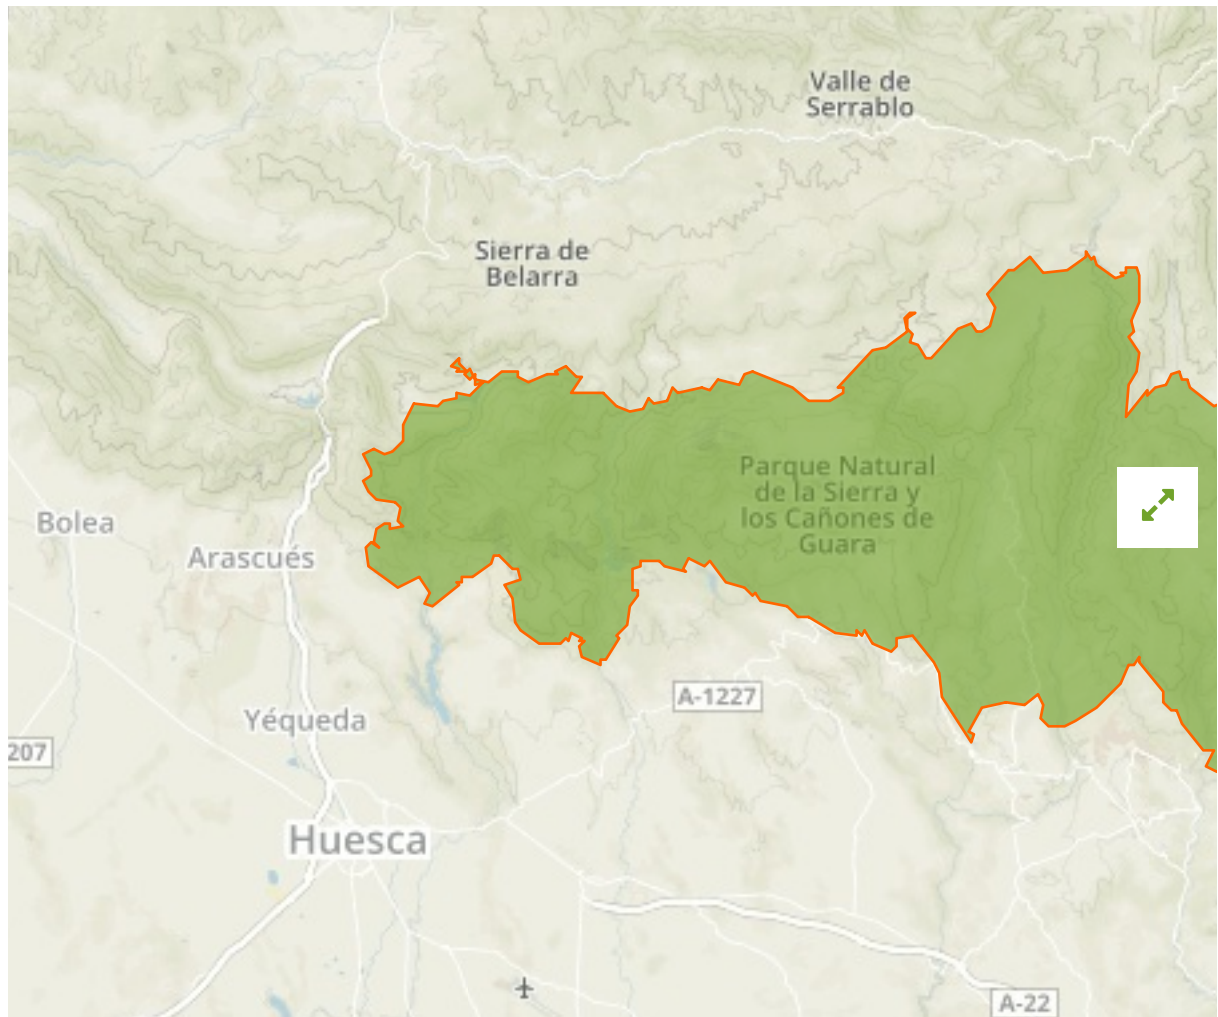 Valle de
Serrablo
Sierra de
Belarra
Parque Natural
de la Sierra y
los Cañones de
Guara
Bolea
Arascués
A-1227
Yéqueda
207
Huesca
A-22